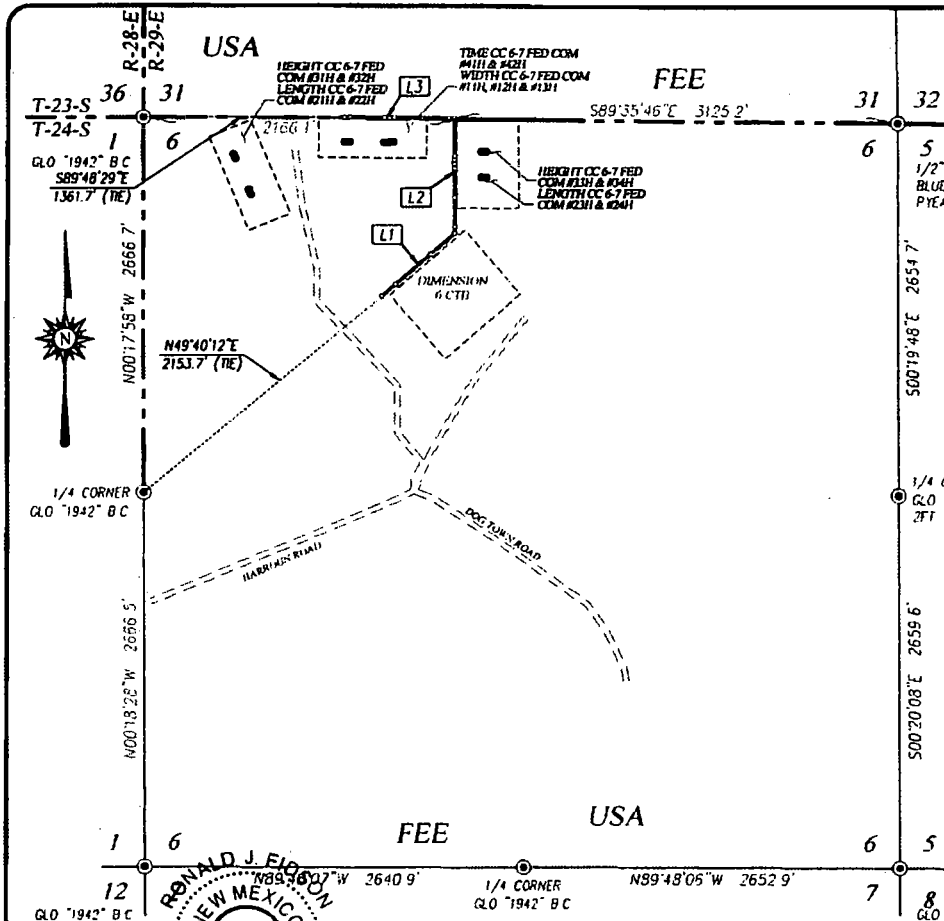 R-28-E
R-29-E
USA
FEE
HEIGHT CC 6-7 FED
COM #31H & #32H
LENGTH CC 6-7 FED
COM #21H & #22H
TIME CC 6-7 FED COM
#41H & #42H
WIDTH CC 6-7 FED COM
#11H, #12H & #13H
L3
36
31
T-23-S
T-24-S
1
6
S89°35'46"E 3125.2'
31
32
6
5
GLO "1942" BC
S89°48'29"E
1361.7' (TIE)
HEIGHT CC 6-7 FED
COM #33H & #34H
LENGTH CC 6-7 FED
COM #23H & #24H
1/2"
L2
L1
DIMENSION
6 CTB
N00°17'58"W 2666.7'
S00°19'48"E 2654.7'
N
N49°40'12"E
2153.7' (TIE)
1/4 CORNER
GLO "1942" BC
GLO
2FT
HARROUN ROAD
DOG TOWN ROAD
N00°18'28"W 2666.5'
S00°20'08"E 2659.6'
USA
FEE
1
6
6
5
12
7
8
GLO "1942" BC
2640.9'
1/4 CORNER
GLO "1942" BC
N89°48'05"W 2652.9'
GLO
RONALD J. EIDSON
NEW MEXICO